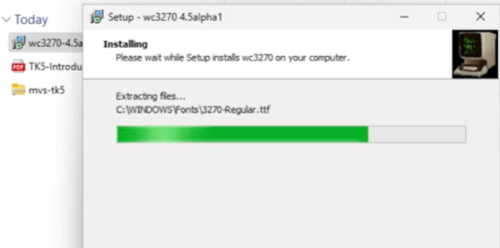 Today
wc3270-4.5a
TK5-Introdu
mvs-tk5
Setup - wc3270 4.5alpha1
Installing
Please wait while Setup installs wc3270 on your computer.
Extracting files...
C:\WINDOWS\Fonts\3270-Regular.ttf